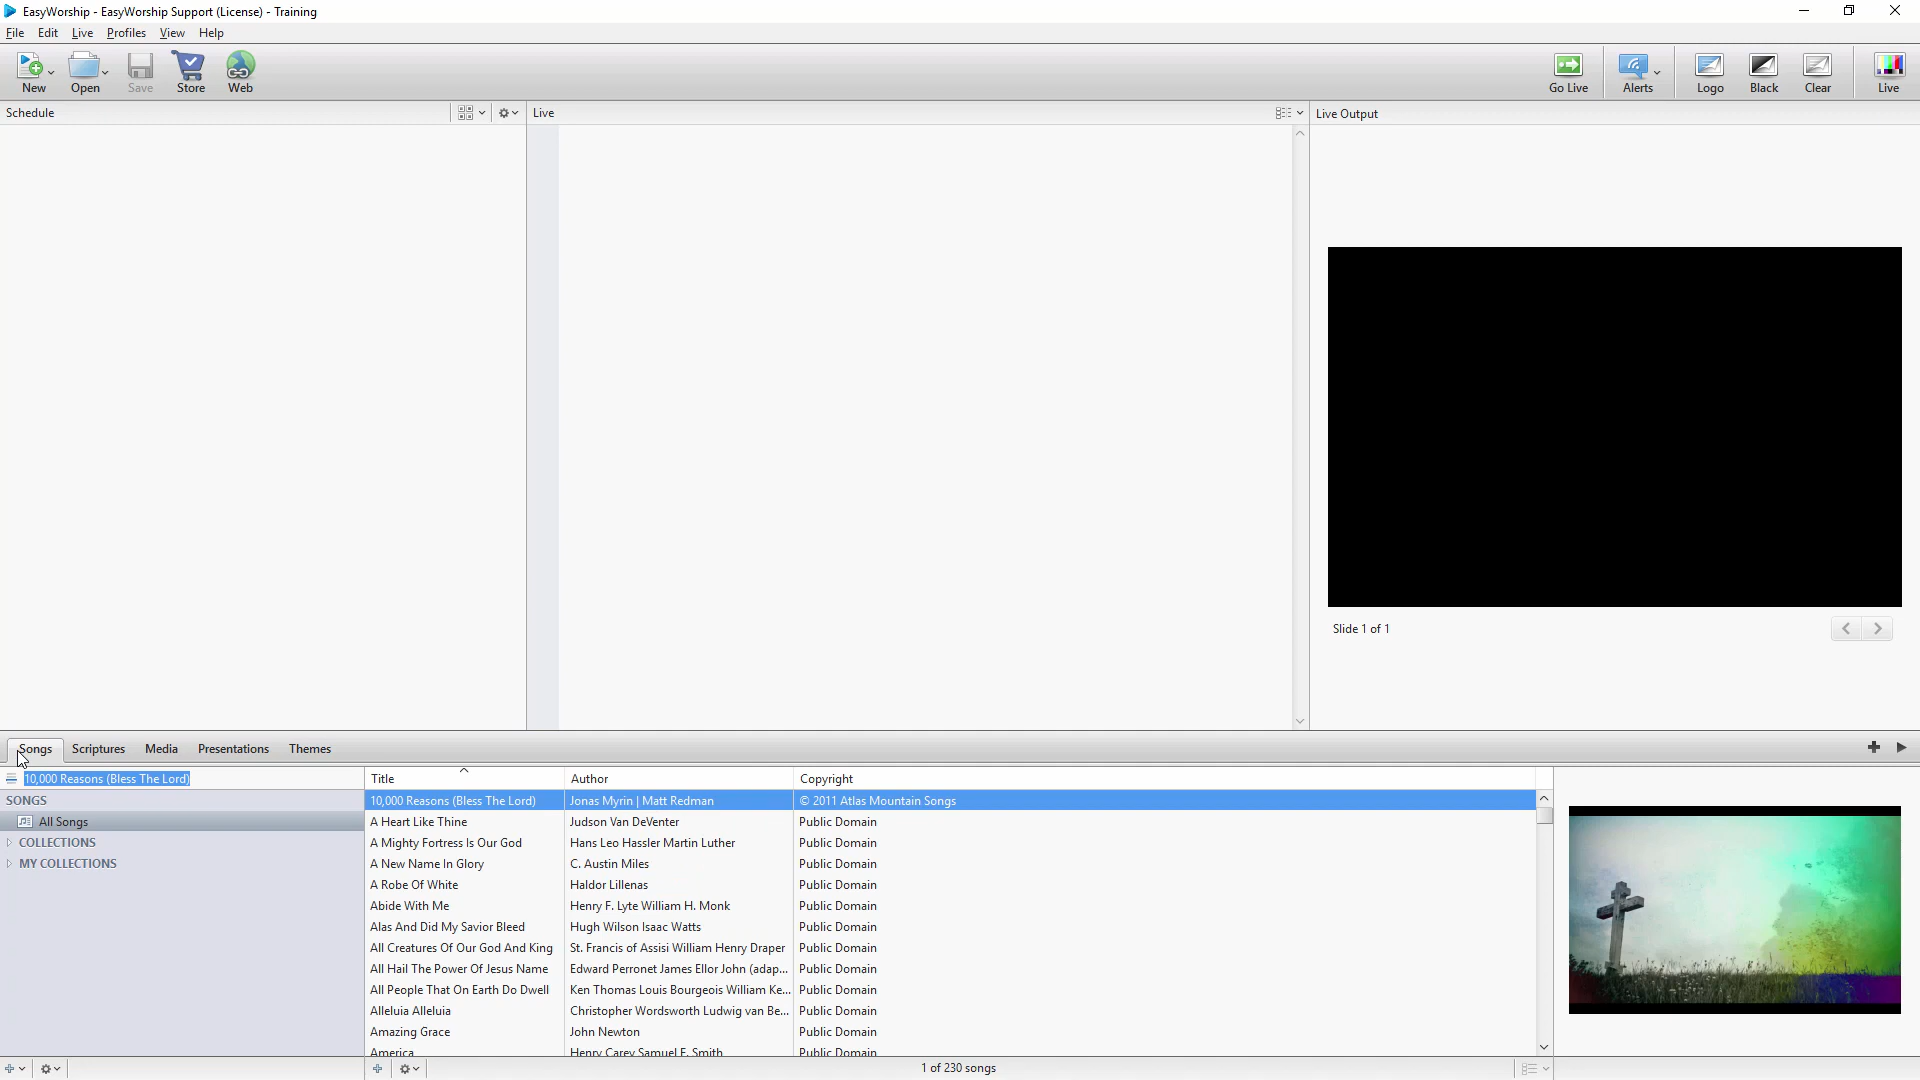 EasyWorship - EasyWorship Support (License) - Training
File Edit Live Profiles View Help
New Open Save Store Web Go Live Alerts Logo Black Clear Live
Schedule Live Live Output
Slide 1 of 1
Songs Scriptures Media Presentations Themes
10,000 Reasons (Bless The Lord) Title Author Copyright
SONGS 10,000 Reasons (Bless The Lord) Jonas Myrin | Matt Redman © 2011 Atlas Mountain Songs
All Songs A Heart Like Thine Judson Van DeVenter Public Domain
COLLECTIONS A Mighty Fortress Is Our God Hans Leo Hassler Martin Luther Public Domain
MY COLLECTIONS A New Name In Glory C. Austin Miles Public Domain
A Robe Of White Haldor Lillenas Public Domain
Abide With Me Henry F. Lyte William H. Monk Public Domain
Alas And Did My Savior Bleed Hugh Wilson Isaac Watts Public Domain
All Creatures Of Our God And King St. Francis of Assisi William Henry Draper Public Domain
All Hail The Power Of Jesus Name Edward Perronet James Ellor John (adap... Public Domain
All People That On Earth Do Dwell Ken Thomas Louis Bourgeois William Ke... Public Domain
Alleluia Alleluia Christopher Wordsworth Ludwig van Be... Public Domain
Amazing Grace John Newton Public Domain
America Henry Carey Samuel F. Smith Public Domain
1 of 230 songs